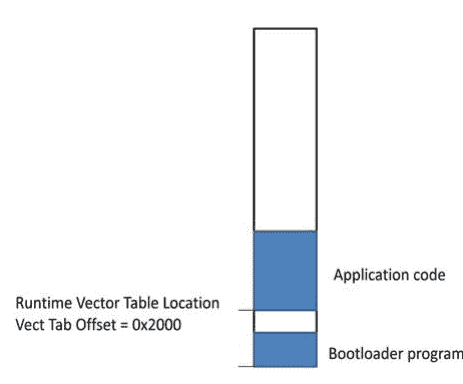 Application code
Runtime Vector Table Location
Vect Tab Offset = 0x2000
Bootloader program